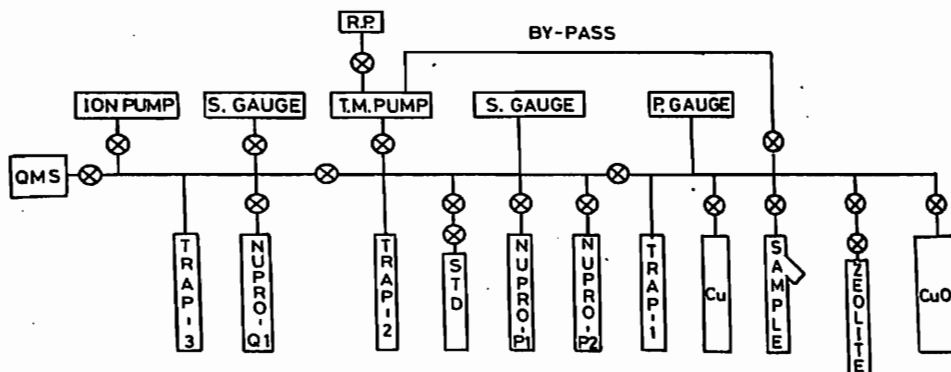 R.P.
BY-PASS
ION PUMP
S. GAUGE
T.M. PUMP
S. GAUGE
P. GAUGE
QMS
TRAP-3
NUPRO-Q1
TRAP-2
STD
NUPRO-P1
NUPRO-P2
TRAP-1
Cu
SAMPLE
ZEOLITE
CuO